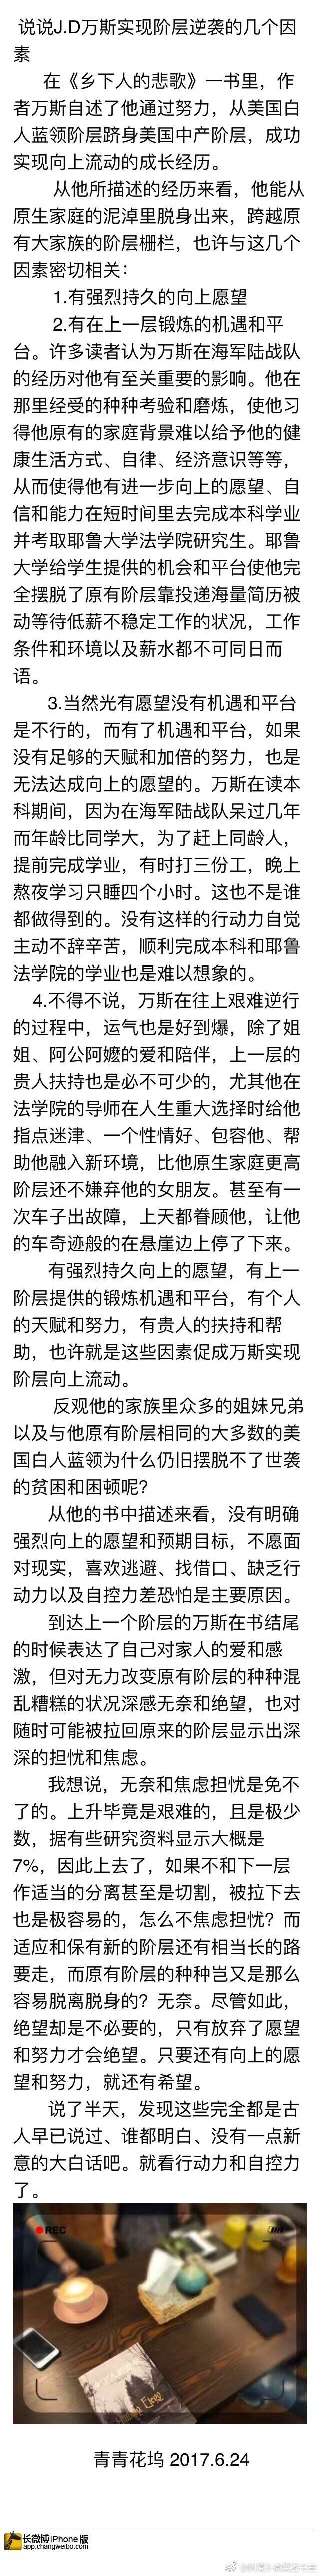 说说J.D万斯实现阶层逆袭的几个因
素
在《乡下人的悲歌》一书里，作
者万斯自述了他通过努力，从美国白
人蓝领阶层跻身美国中产阶层，成功
实现向上流动的成长经历。
从他所描述的经历来看，他能从
原生家庭的泥淖里脱身出来，跨越原
有大家族的阶层栅栏，也许与这几个
因素密切相关：
1.有强烈持久的向上愿望
2.有在上一层锻炼的机遇和平
台。许多读者认为万斯在海军陆战队
的经历对他有至关重要的影响。他在
那里经受的种种考验和磨炼，使他习
得他原有的家庭背景难以给予他的健
康生活方式、自律、经济意识等等，
从而使得他有进一步向上的愿望、自
信和能力在短时间里去完成本科学业
并考取耶鲁大学法学院研究生。耶鲁
大学给学生提供的机会和平台使他完
全摆脱了原有阶层靠投递海量简历被
动等待低薪不稳定工作的状况，工作
条件和环境以及薪水都不可同日而
语。
3.当然光有愿望没有机遇和平台
是不行的，而有了机遇和平台，如果
没有足够的天赋和加倍的努力，也是
无法达成向上的愿望的。万斯在读本
科期间，因为在海军陆战队呆过几年
而年龄比同学大，为了赶上同龄人，
提前完成学业，有时打三份工，晚上
熬夜学习只睡四个小时。这也不是谁
都做得到的。没有这样的行动力自觉
主动不辞辛苦，顺利完成本科和耶鲁
法学院的学业也是难以想象的。
4.不得不说，万斯在往上艰难逆行
的过程中，运气也是好到爆，除了姐
姐、阿公阿嬷的爱和陪伴，上一层的
贵人扶持也是必不可少的，尤其他在
法学院的导师在人生重大选择时给他
指点迷津、一个性情好、包容他、帮
助他融入新环境，比他原生家庭更高
阶层还不嫌弃他的女朋友。甚至有一
次车子出故障，上天都眷顾他，让他
的车奇迹般的在悬崖边上停了下来。
有强烈持久向上的愿望，有上一
阶层提供的锻炼机遇和平台，有个人
的天赋和努力，有贵人的扶持和帮
助，也许就是这些因素促成万斯实现
阶层向上流动。
反观他的家族里众多的姐妹兄弟
以及与他原有阶层相同的大多数的美
国白人蓝领为什么仍旧摆脱不了世袭
的贫困和困顿呢？
从他的书中描述来看，没有明确
强烈向上的愿望和预期目标，不愿面
对现实，喜欢逃避、找借口、缺乏行
动力以及自控力差恐怕是主要原因。
到达上一个阶层的万斯在书结尾
的时候表达了自己对家人的爱和感
激，但对无力改变原有阶层的种种混
乱糟糕的状况深感无奈和绝望，也对
随时可能被拉回原来的阶层显示出深
深的担忧和焦虑。
我想说，无奈和焦虑担忧是免不
了的。上升毕竟是艰难的，且是极少
数，据有些研究资料显示大概是
7%，因此上去了，如果不和下一层
作适当的分离甚至是切割，被拉下去
也是极容易的，怎么不焦虑担忧？而
适应和保有新的阶层还有相当长的路
要走，而原有阶层的种种岂又是那么
容易脱离脱身的？无奈。尽管如此，
绝望却是不必要的，只有放弃了愿望
和努力才会绝望。只要还有向上的愿
望和努力，就还有希望。
说了半天，发现这些完全都是古
人早已说过、谁都明白、没有一点新
意的大白话吧。就看行动力和自控力
了。
REC
青青花坞 2017.6.24
长微博iPhone版
app.changweibo.com